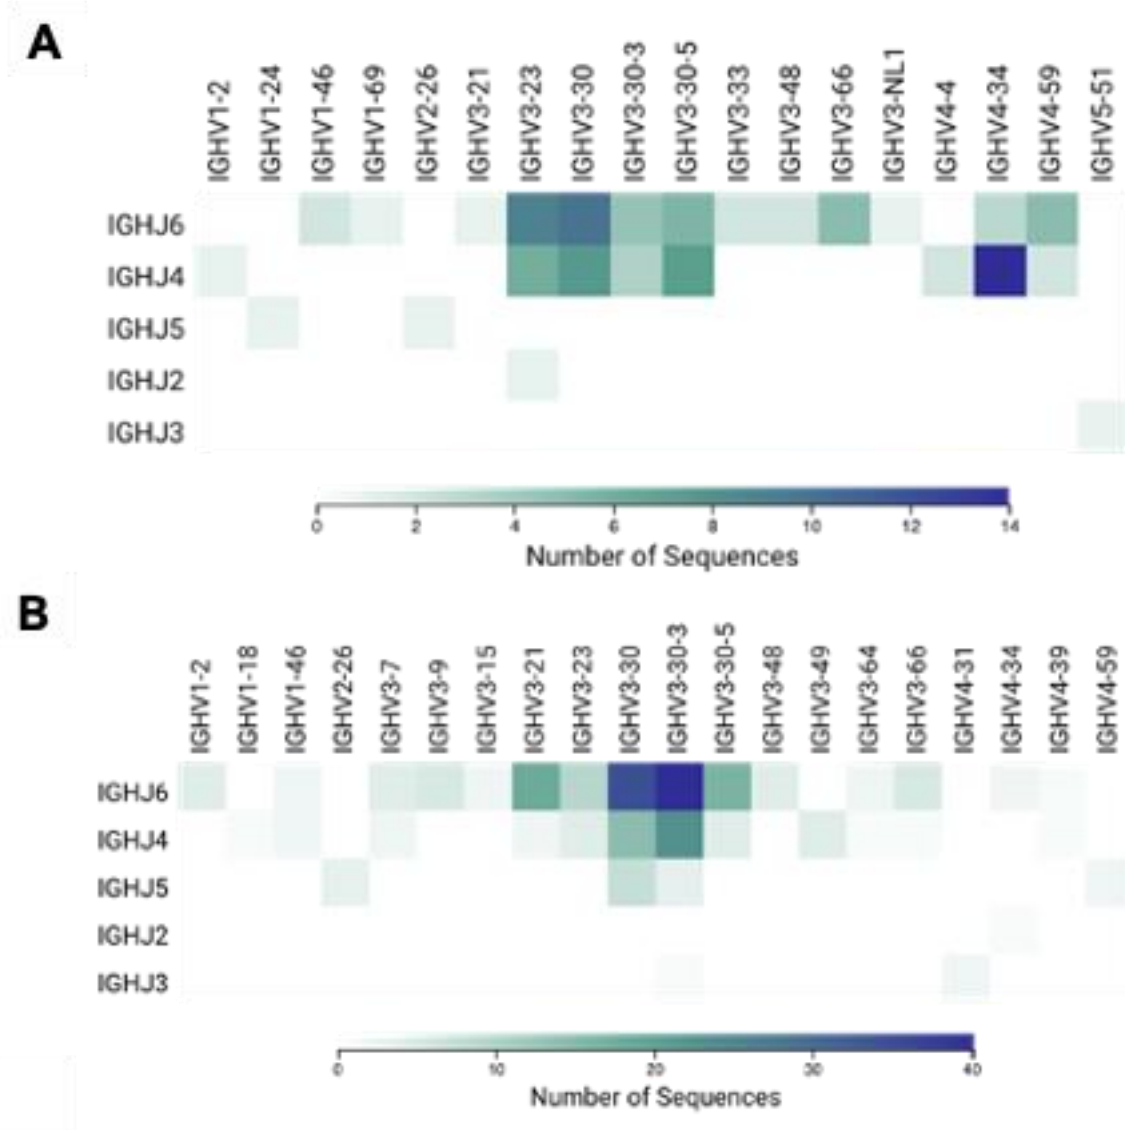 A
IGHV1-2 IGHV1-24 IGHV1-46 IGHV1-69 IGHV2-26 IGHV3-21 IGHV3-23 IGHV3-30 IGHV3-30-3 IGHV3-30-5 IGHV3-33 IGHV3-48 IGHV3-66 IGHV3-NL1 IGHV4-4 IGHV4-34 IGHV4-59 IGHV5-51
IGHJ6
IGHJ4
IGHJ5
IGHJ2
IGHJ3
0 2 4 6 8 10 12 14
Number of Sequences
B
IGHV1-2 IGHV1-18 IGHV1-46 IGHV2-26 IGHV3-7 IGHV3-9 IGHV3-15 IGHV3-21 IGHV3-23 IGHV3-30 IGHV3-30-3 IGHV3-30-5 IGHV3-48 IGHV3-49 IGHV3-64 IGHV3-66 IGHV4-31 IGHV4-34 IGHV4-39 IGHV4-59
IGHJ6
IGHJ4
IGHJ5
IGHJ2
IGHJ3
0 10 20 30 40
Number of Sequences